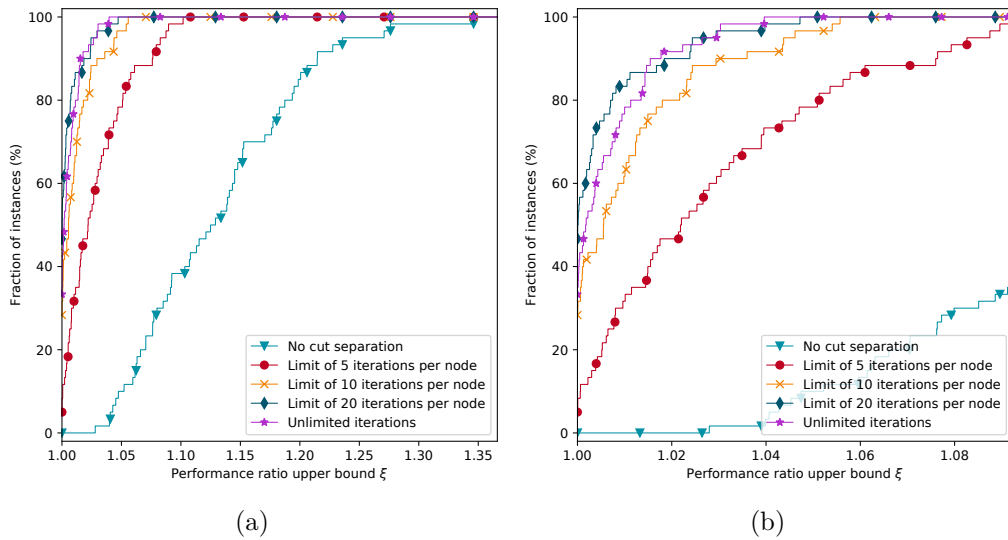 100
80
60
40
20
0
Fraction of instances (%)
1.00
1.05
1.10
1.15
1.20
1.25
1.30
1.35
Performance ratio upper bound ξ
No cut separation
Limit of 5 iterations per node
Limit of 10 iterations per node
Limit of 20 iterations per node
Unlimited iterations
(a)
100
80
60
40
20
0
Fraction of instances (%)
1.00
1.02
1.04
1.06
1.08
Performance ratio upper bound ξ
No cut separation
Limit of 5 iterations per node
Limit of 10 iterations per node
Limit of 20 iterations per node
Unlimited iterations
(b)